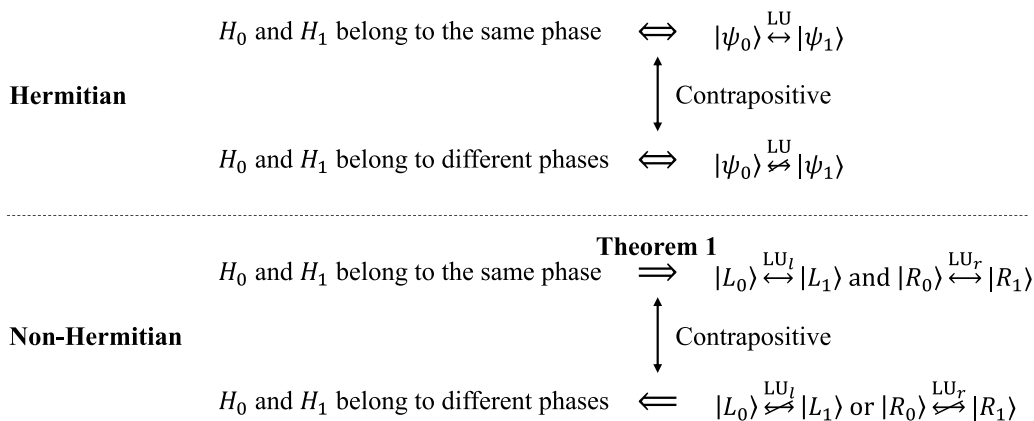 H₀ and H₁ belong to the same phase ⟺ |ψ₀⟩ LU↔ |ψ₁⟩
Hermitian
Contrapositive
H₀ and H₁ belong to different phases ⟺ |ψ₀⟩ LU↮ |ψ₁⟩
Theorem 1
H₀ and H₁ belong to the same phase ⟹ |L₀⟩ LUₗ⟷ |L₁⟩ and |R₀⟩ LUᵣ⟷ |R₁⟩
Non-Hermitian
Contrapositive
H₀ and H₁ belong to different phases ⟸ |L₀⟩ LUₗ↮ |L₁⟩ or |R₀⟩ LUᵣ↮ |R₁⟩